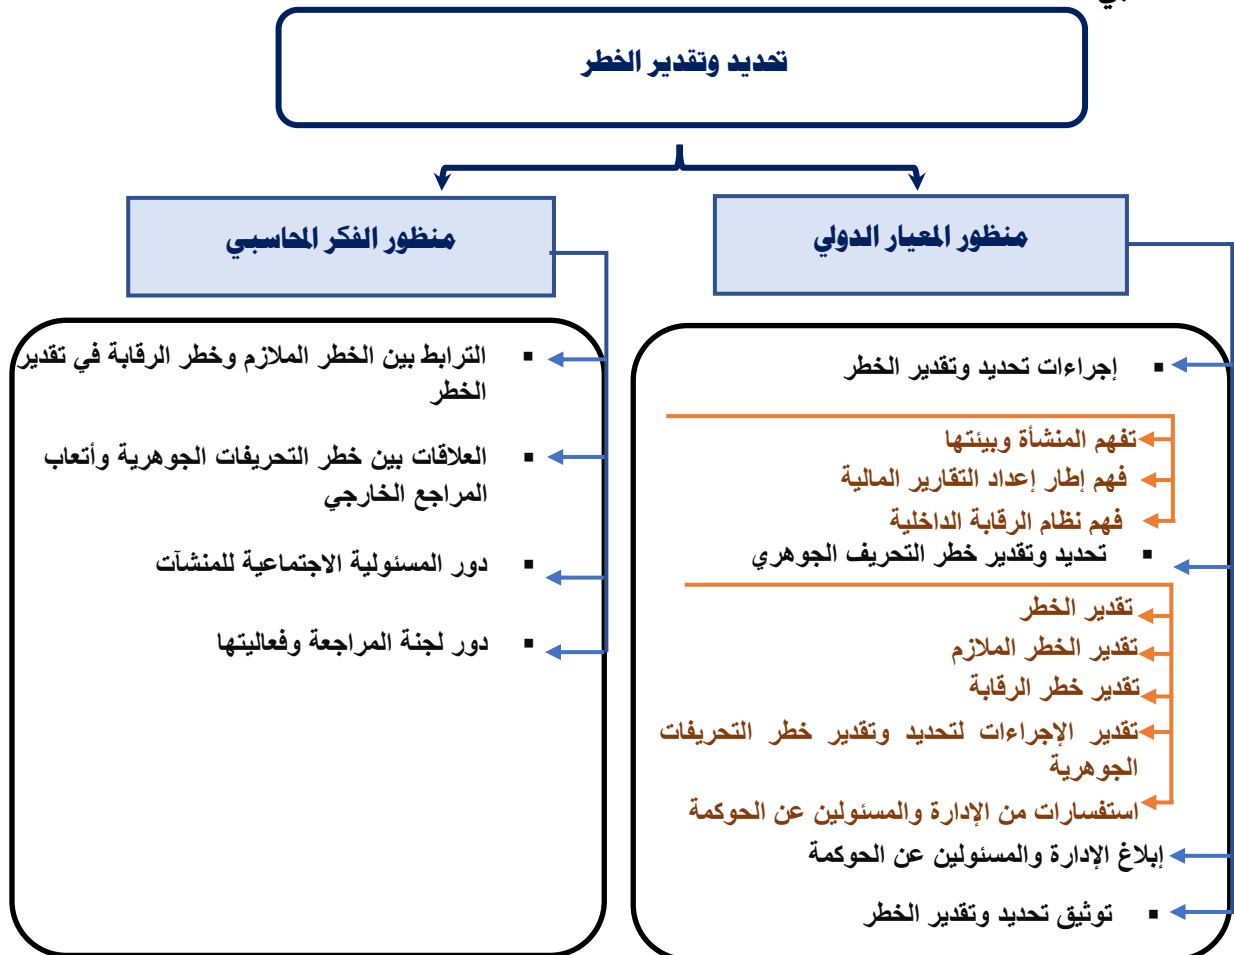 تحديد وتقدير الخطر
منظور المعيار الدولي
إجراءات تحديد وتقدير الخطر
تفهم المنشأة وبيئتها
فهم إطار إعداد التقارير المالية
فهم نظام الرقابة الداخلية
تحديد وتقدير خطر التحريف الجوهري
تقدير الخطر
تقدير الخطر الملازم
تقدير خطر الرقابة
تقدير الإجراءات لتحديد وتقدير خطر التحريفات
الجوهرية
استفسارات من الإدارة والمسئولين عن الحوكمة
إبلاغ الإدارة والمسئولين عن الحوكمة
توثيق تحديد وتقدير الخطر
منظور الفكر المحاسبي
الترابط بين الخطر الملازم وخطر الرقابة في تقدير
الخطر
العلاقات بين خطر التحريفات الجوهرية وأتعاب
المراجع الخارجي
دور المسئولية الاجتماعية للمنشآت
دور لجنة المراجعة وفعاليتها